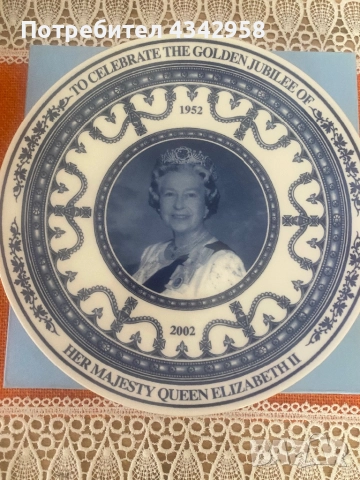 Потребител 4342958
TO CELEBRATE THE GOLDEN JUBILEE OF
1952
2002
HER MAJESTY QUEEN ELIZABETH II